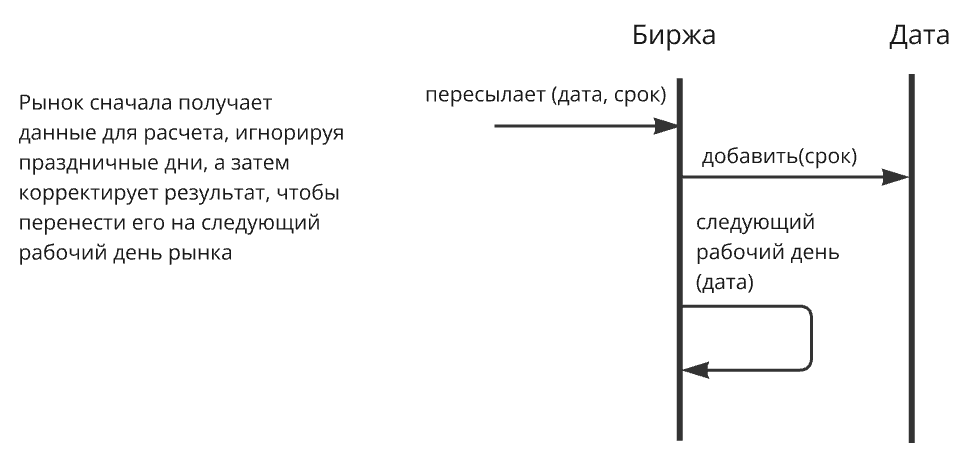 Биржа
Дата
Рынок сначала получает
данные для расчета, игнорируя
праздничные дни, а затем
корректирует результат, чтобы
перенести его на следующий
рабочий день рынка
пересылает (дата, срок)
добавить(срок)
следующий
рабочий день
(дата)